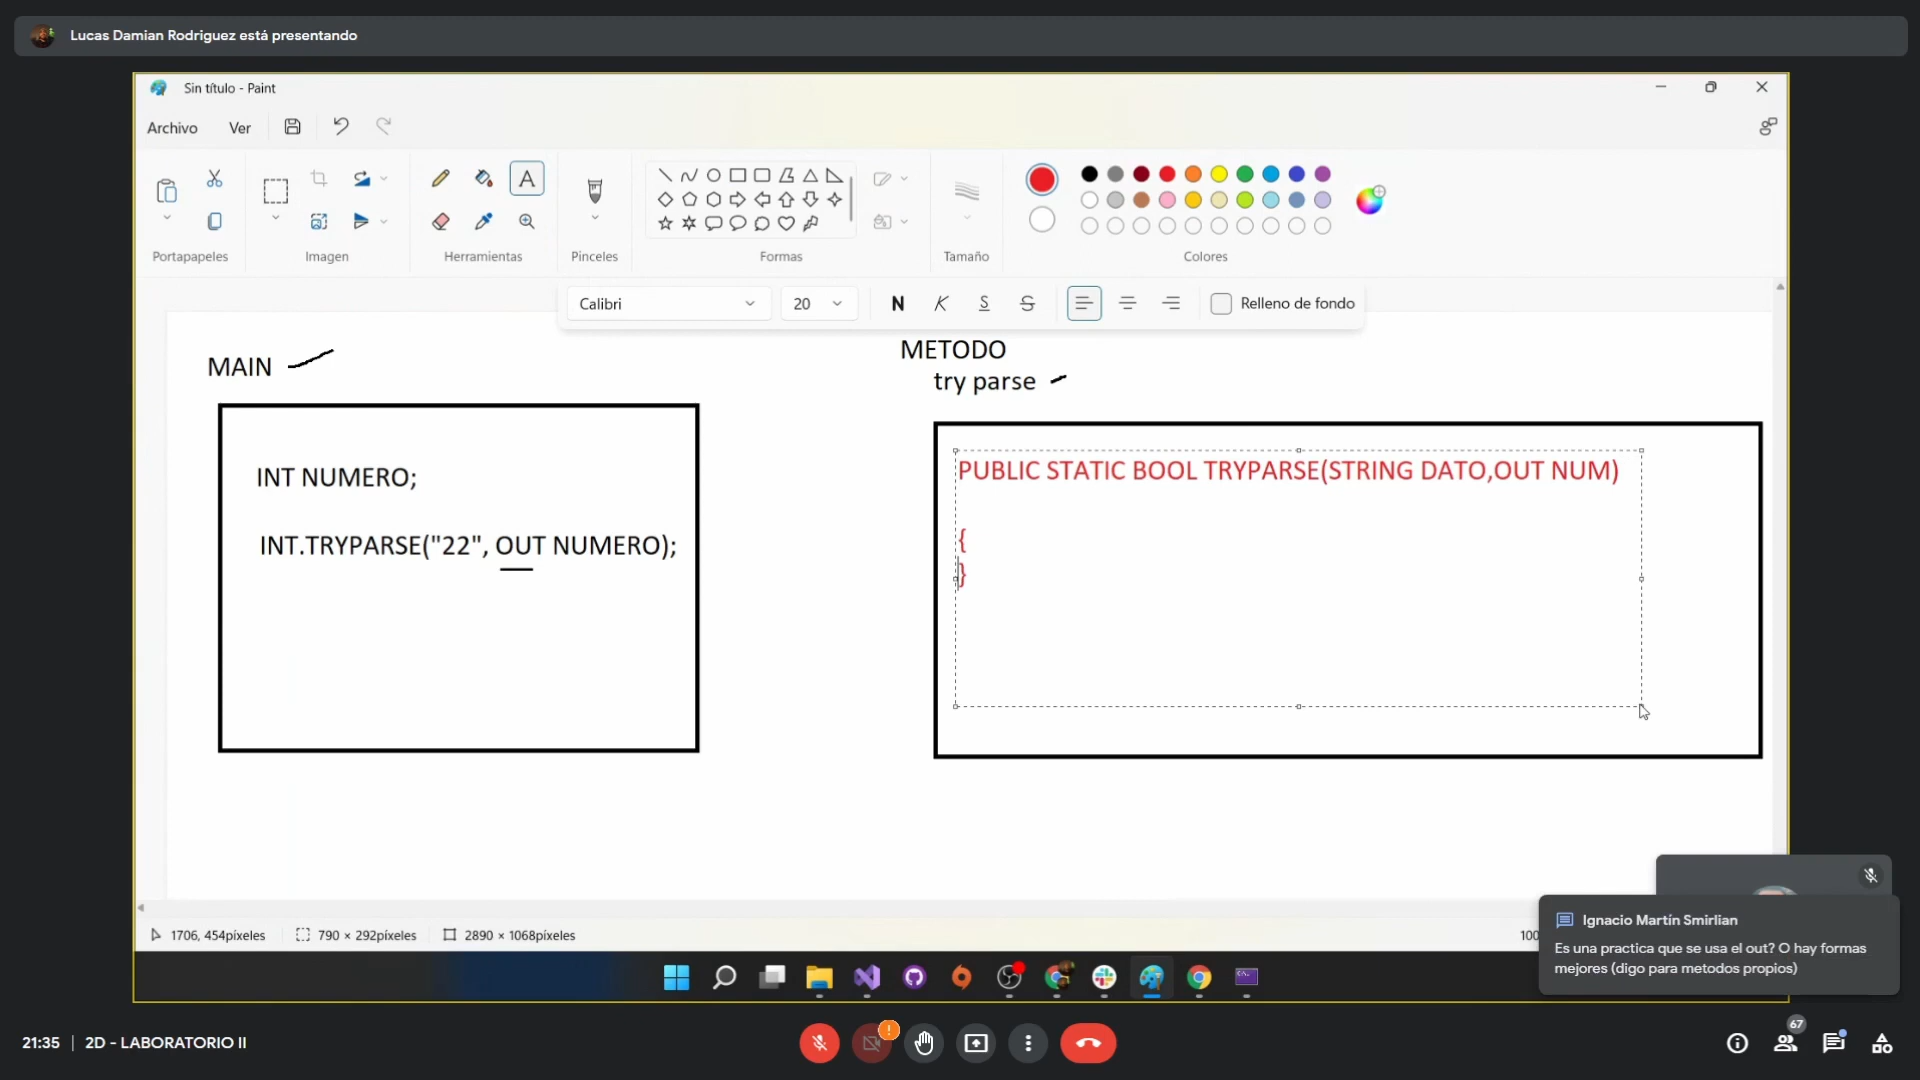 Lucas Damian Rodriguez está presentando
Sin título - Paint
Archivo
Ver
Portapapeles
Imagen
A
Herramientas
Pinceles
Formas
Tamaño
Colores
Calibri
20
N
K
S
S
Relleno de fondo
MAIN
METODO
try parse
INT NUMERO;
INT.TRYPARSE("22", OUT NUMERO);
PUBLIC STATIC BOOL TRYPARSE(STRING DATO,OUT NUM)
{
}
1706, 454píxeles
790 × 292píxeles
2890 × 1068píxeles
100
Ignacio Martín Smirlian
Es una practica que se usa el out? O hay formas
mejores (digo para metodos propios)
21:35
2D - LABORATORIO II
!
67